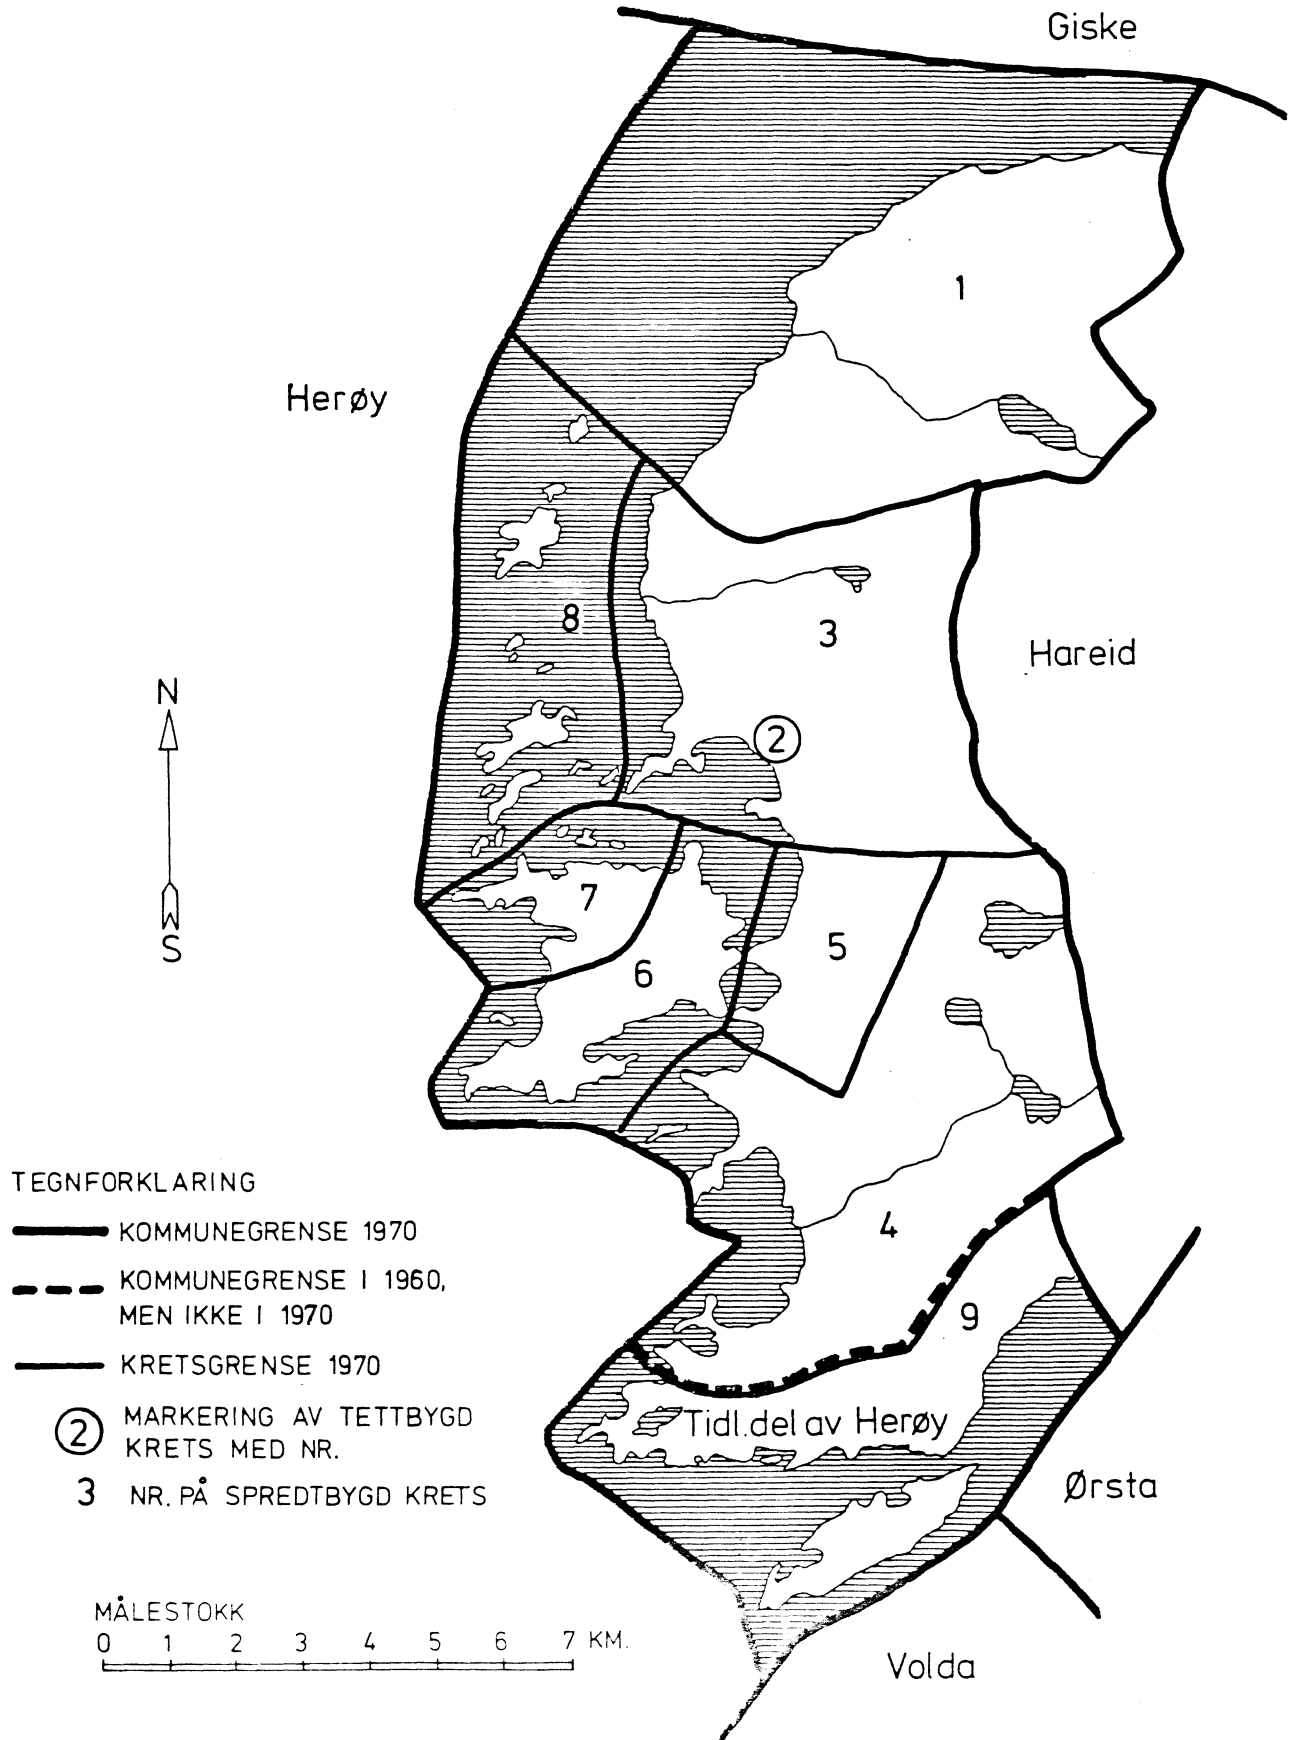 Giske
1
Herøy
8
3
Hareid
N
2
S
7
5
6
4
9
Tidl.del av Herøy
Ørsta
Volda
TEGNFORKLARING
KOMMUNEGRENSE 1970
KOMMUNEGRENSE I 1960,
MEN IKKE I 1970
KRETSGRENSE 1970
2 MARKERING AV TETTBYGD
KRETS MED NR.
3 NR. PÅ SPREDTBYGD KRETS
MÅLESTOKK
0 1 2 3 4 5 6 7 KM.